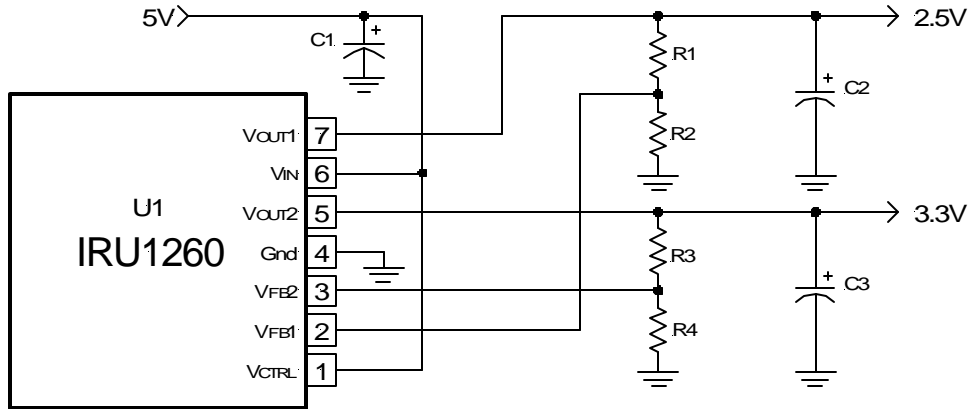 5V
C1
+
2.5V
R1
+
C2
R2
VOUT1 7
VIN 6
VOUT2 5
Gnd 4
VFB2 3
VFB1 2
VCTRL 1
U1
IRU1260
3.3V
R3
+
C3
R4